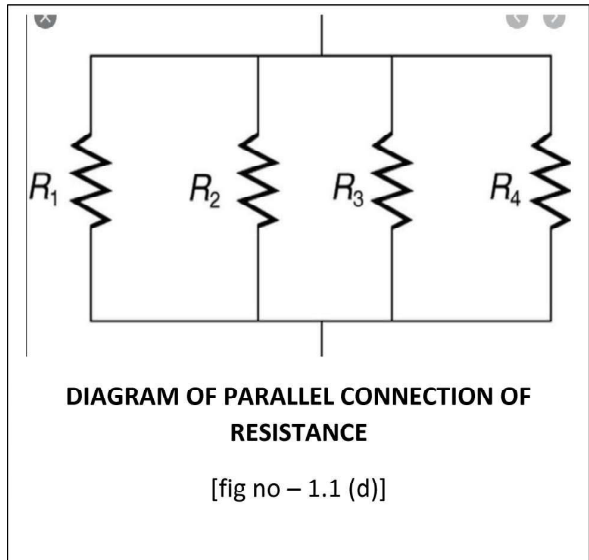 R1
R2
R3
R4
DIAGRAM OF PARALLEL CONNECTION OF
RESISTANCE
[fig no – 1.1 (d)]